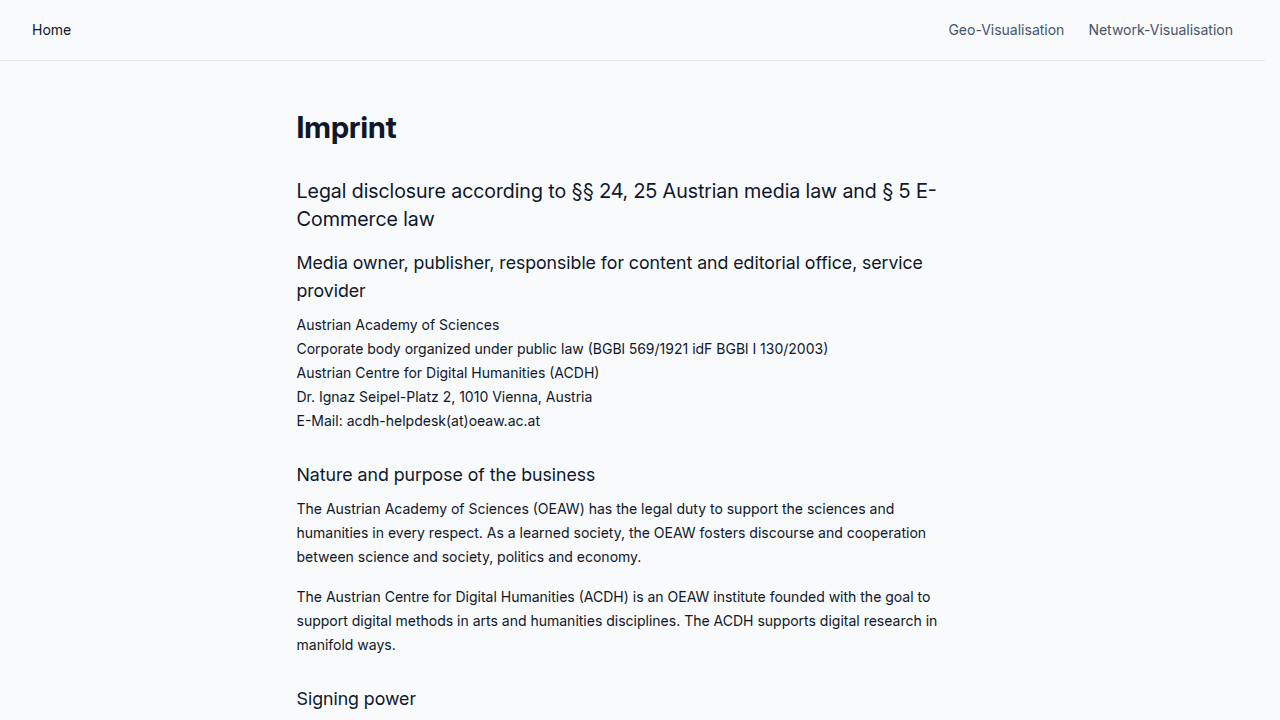 Home
Geo-Visualisation
Network-Visualisation
Imprint
Legal disclosure according to §§ 24, 25 Austrian media law and § 5 E-
Commerce law
Media owner, publisher, responsible for content and editorial office, service
provider
Austrian Academy of Sciences
Corporate body organized under public law (BGBl 569/1921 idF BGBl I 130/2003)
Austrian Centre for Digital Humanities (ACDH)
Dr. Ignaz Seipel-Platz 2, 1010 Vienna, Austria
E-Mail: acdh-helpdesk(at)oeaw.ac.at
Nature and purpose of the business
The Austrian Academy of Sciences (OEAW) has the legal duty to support the sciences and
humanities in every respect. As a learned society, the OEAW fosters discourse and cooperation
between science and society, politics and economy.
The Austrian Centre for Digital Humanities (ACDH) is an OEAW institute founded with the goal to
support digital methods in arts and humanities disciplines. The ACDH supports digital research in
manifold ways.
Signing power